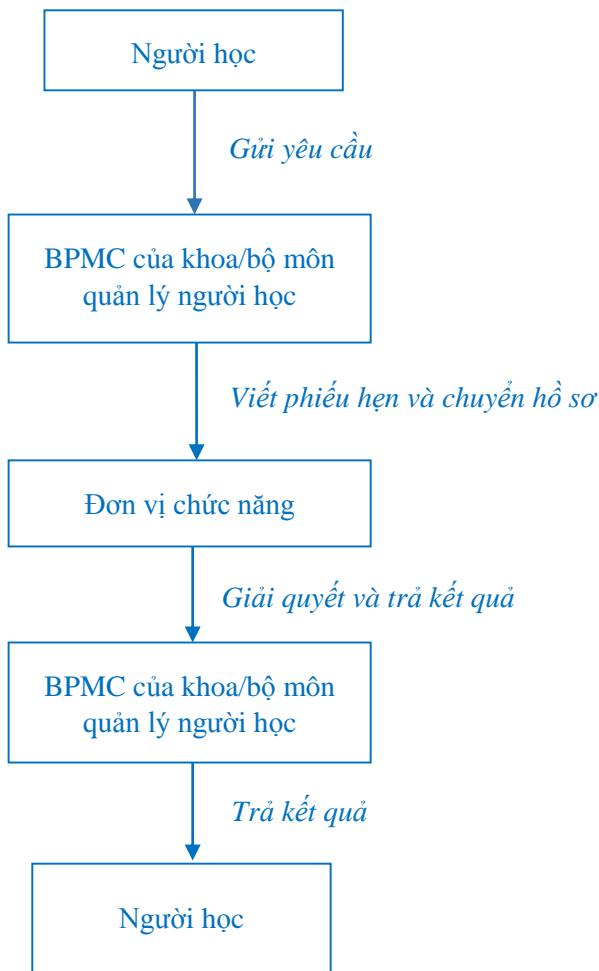 Người học
Gửi yêu cầu
BPMC của khoa/bộ môn
quản lý người học
Viết phiếu hẹn và chuyển hồ sơ
Đơn vị chức năng
Giải quyết và trả kết quả
BPMC của khoa/bộ môn
quản lý người học
Trả kết quả
Người học